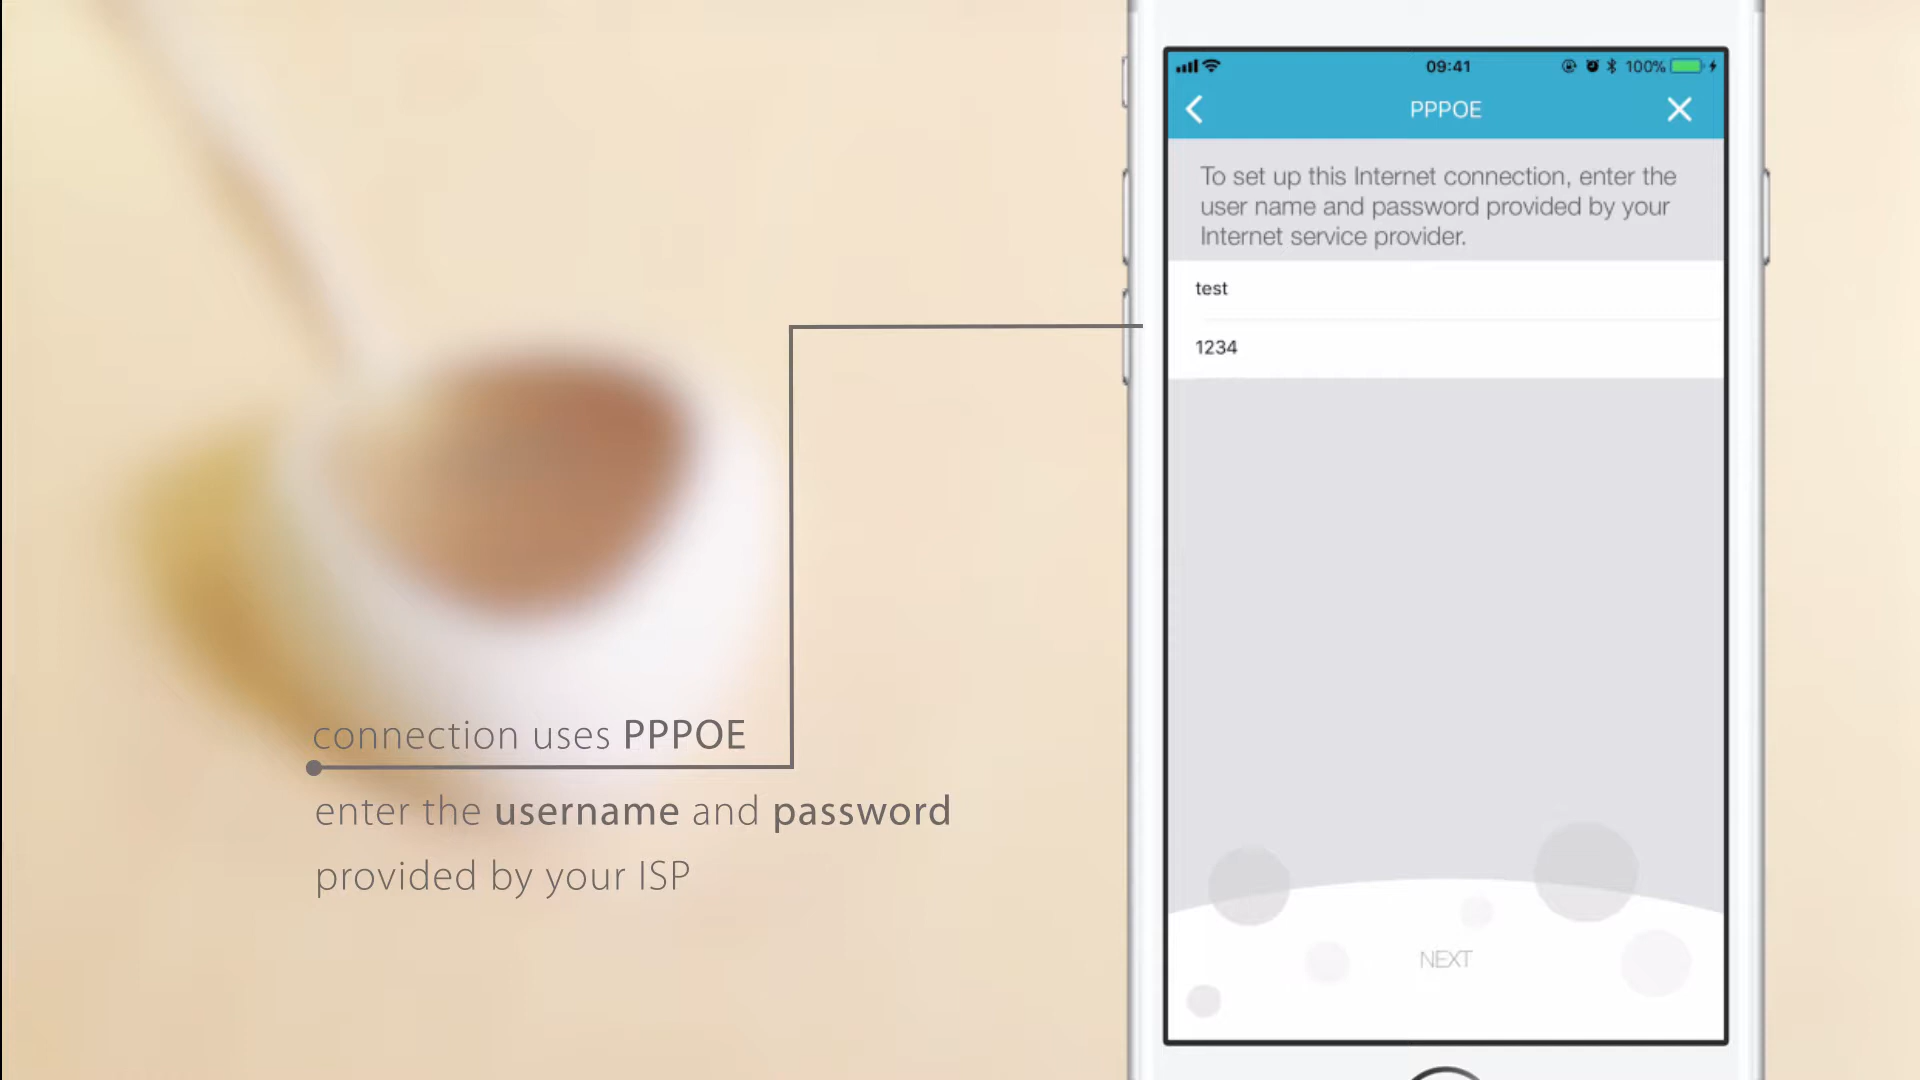 09:41
100%
PPPOE
To set up this Internet connection, enter the
user name and password provided by your
Internet service provider.
test
1234
connection uses PPPOE
enter the username and password
provided by your ISP
NEXT